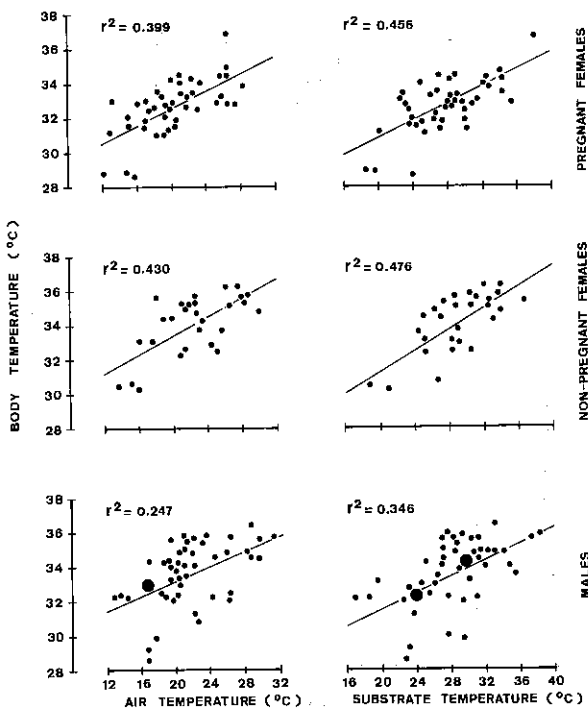 r² = 0.399
r² = 0.456
38
36
34
32
30
28
PREGNANT FEMALES
r² = 0.430
r² = 0.476
38
36
34
32
30
28
BODY TEMPERATURE (°C)
NON-PREGNANT FEMALES
r² = 0.247
r² = 0.346
38
36
34
32
30
28
MALES
12 16 20 24 28 32
16 20 24 28 32 36 40
AIR TEMPERATURE (°C)
SUBSTRATE TEMPERATURE (°C)